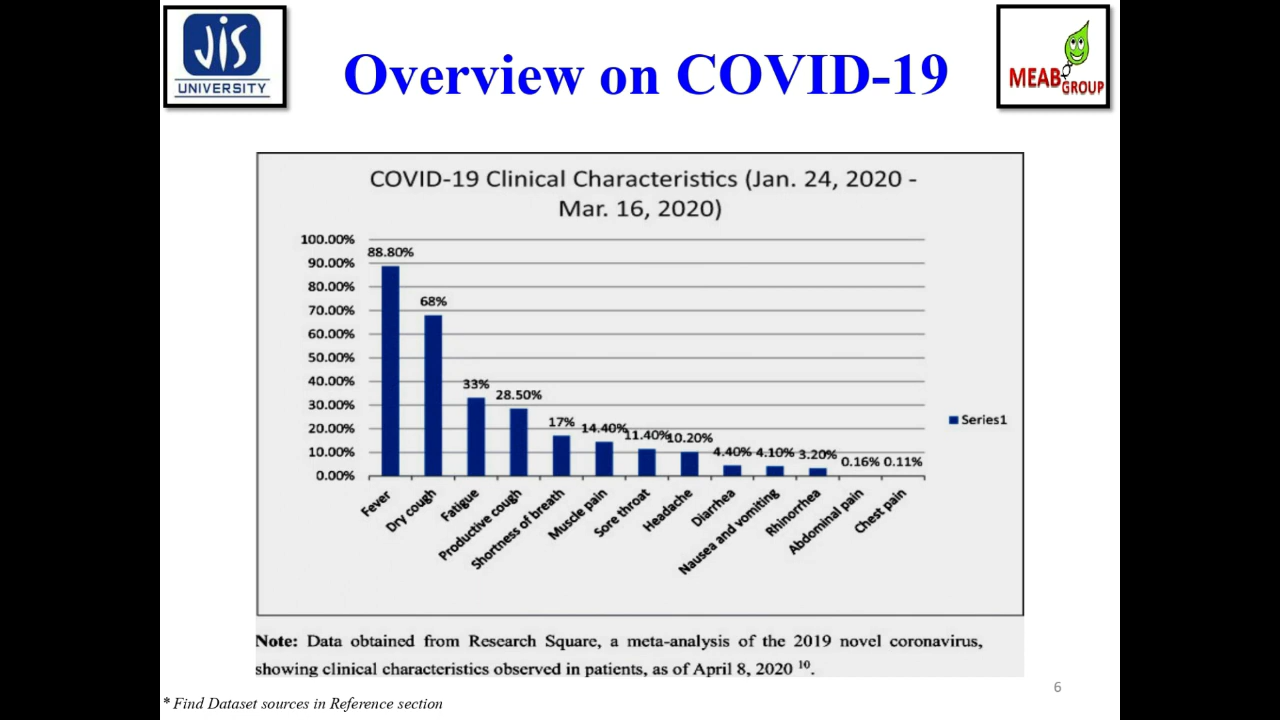 JIS
UNIVERSITY
Overview on COVID-19
MEAB
GROUP
COVID-19 Clinical Characteristics (Jan. 24, 2020 -
Mar. 16, 2020)
100.00%
90.00%
80.00%
70.00%
60.00%
50.00%
40.00%
30.00%
20.00%
10.00%
0.00%
88.80%
68%
33%
28.50%
17%
14.40%
11.40%
10.20%
4.40%
4.10%
3.20%
0.16%
0.11%
Fever
Dry cough
Fatigue
Productive cough
Shortness of breath
Muscle pain
Sore throat
Headache
Diarrhea
Nausea and vomiting
Rhinorrhea
Abdominal pain
Chest pain
Series1
Note: Data obtained from Research Square, a meta-analysis of the 2019 novel coronavirus,
showing clinical characteristics observed in patients, as of April 8, 2020 10.
6
* Find Dataset sources in Reference section